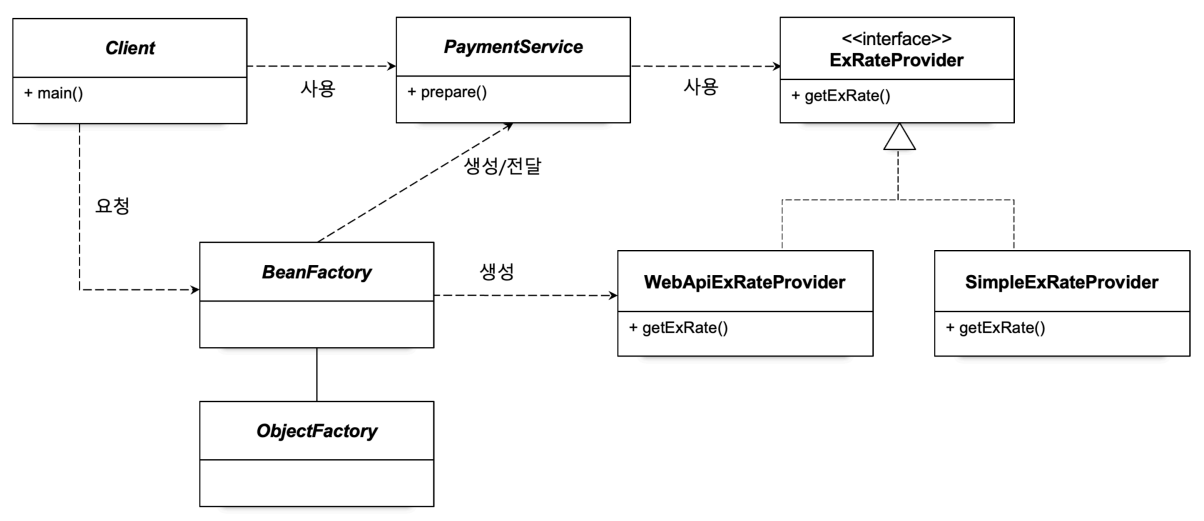 Client
+ main()
사용
PaymentService
+ prepare()
사용
<<interface>>
ExRateProvider
+ getExRate()
요청
생성/전달
BeanFactory
생성
WebApiExRateProvider
+ getExRate()
SimpleExRateProvider
+ getExRate()
ObjectFactory